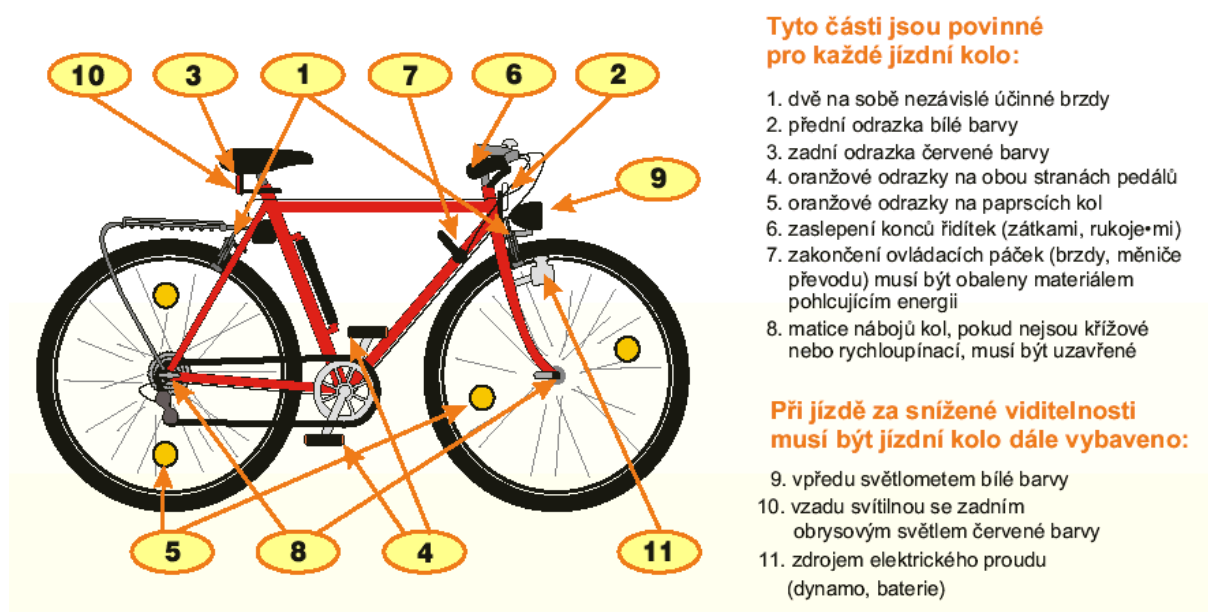 10 3 1 7 6 2
9
5 8 4 11
Tyto části jsou povinné
pro každé jízdní kolo:
1. dvě na sobě nezávislé účinné brzdy
2. přední odrazka bílé barvy
3. zadní odrazka červené barvy
4. oranžové odrazky na obou stranách pedálů
5. oranžové odrazky na paprscích kol
6. zaslepení konců řidítek (zátkami, rukoje•mi)
7. zakončení ovládacích páček (brzdy, měniče
převodu) musí být obaleny materiálem
pohlcujícím energii
8. matice nábojů kol, pokud nejsou křížové
nebo rychloupínací, musí být uzavřené
Při jízdě za snížené viditelnosti
musí být jízdní kolo dále vybaveno:
9. vpředu světlometem bílé barvy
10. vzadu svítilnou se zadním
obrysovým světlem červené barvy
11. zdrojem elektrického proudu
(dynamo, baterie)